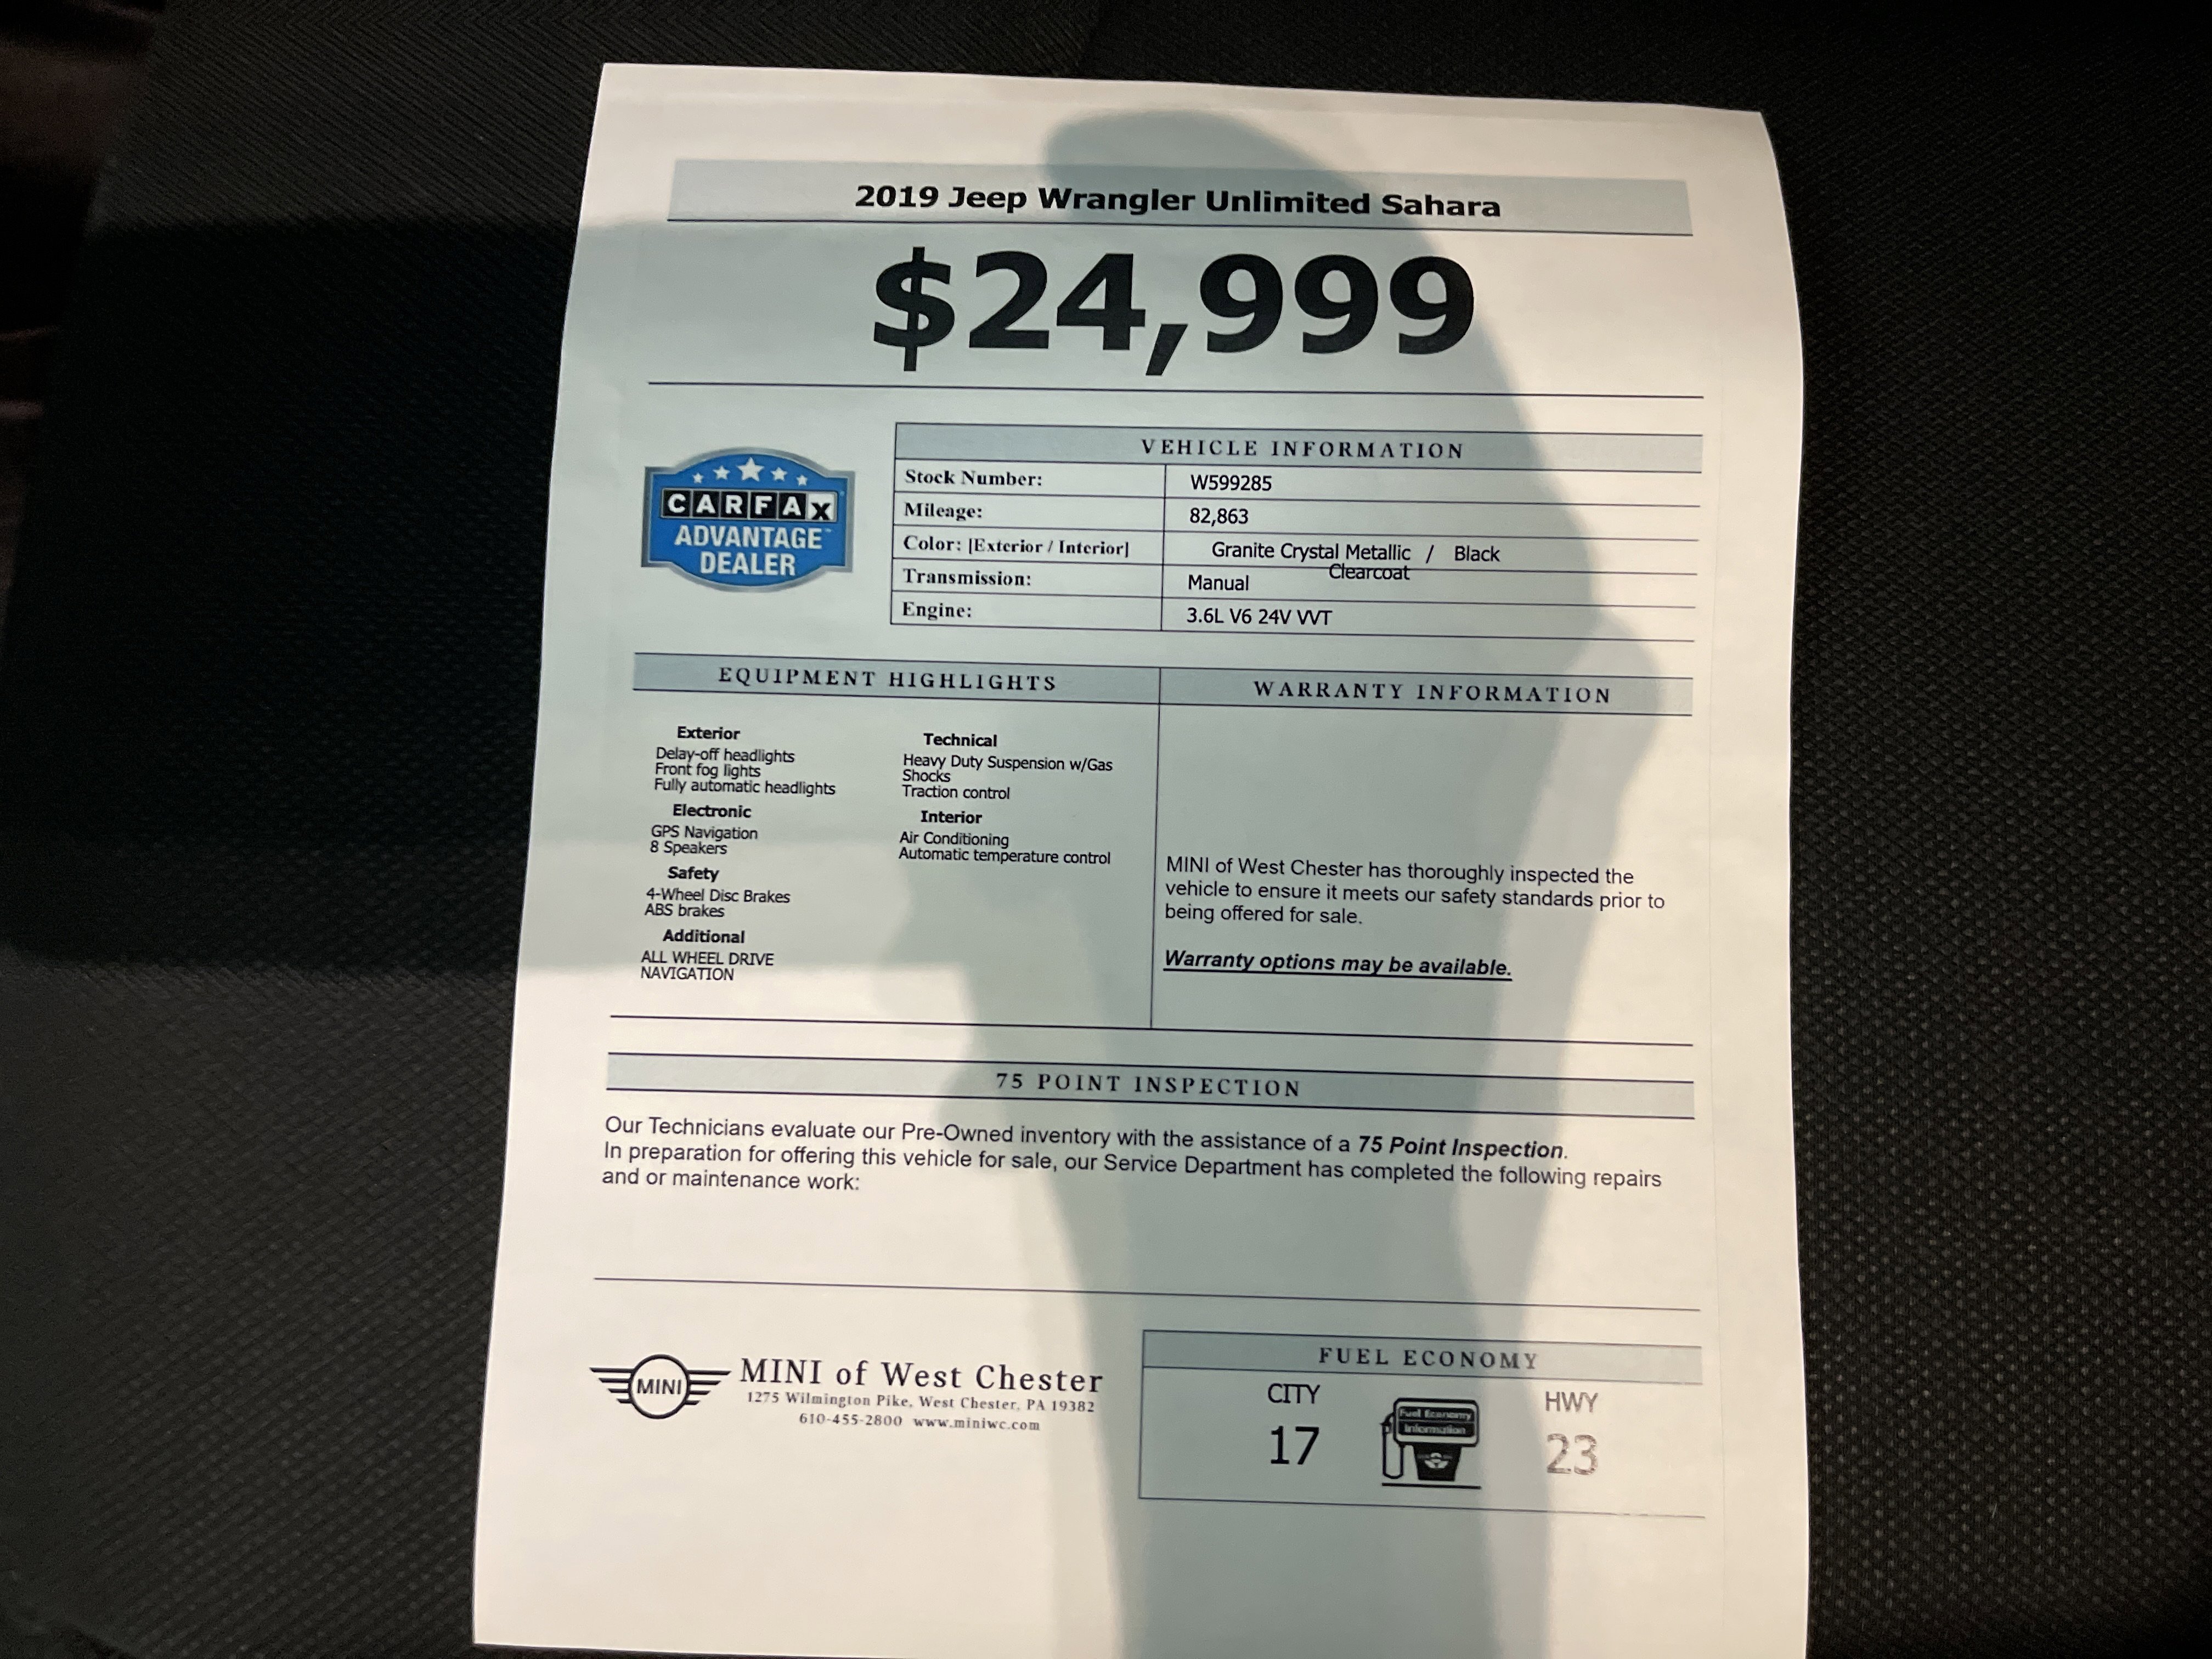 2019 Jeep Wrangler Unlimited Sahara
$24,999
CARFAX
ADVANTAGE™
DEALER
VEHICLE INFORMATION
Stock Number: W599285
Mileage: 82,863
Color: [Exterior / Interior] Granite Crystal Metallic / Black
Clearcoat
Transmission: Manual
Engine: 3.6L V6 24V VVT
EQUIPMENT HIGHLIGHTS
Exterior
Delay-off headlights
Front fog lights
Fully automatic headlights
Electronic
GPS Navigation
8 Speakers
Safety
4-Wheel Disc Brakes
ABS brakes
Additional
ALL WHEEL DRIVE
NAVIGATION
Technical
Heavy Duty Suspension w/Gas
Shocks
Traction control
Interior
Air Conditioning
Automatic temperature control
WARRANTY INFORMATION
MINI of West Chester has thoroughly inspected the
vehicle to ensure it meets our safety standards prior to
being offered for sale.
Warranty options may be available.
75 POINT INSPECTION
Our Technicians evaluate our Pre-Owned inventory with the assistance of a 75 Point Inspection.
In preparation for offering this vehicle for sale, our Service Department has completed the following repairs
and or maintenance work:
MINI
MINI of West Chester
1275 Wilmington Pike, West Chester, PA 19382
610-455-2800 www.miniwc.com
FUEL ECONOMY
CITY
17
Fuel Economy
Information
HWY
23